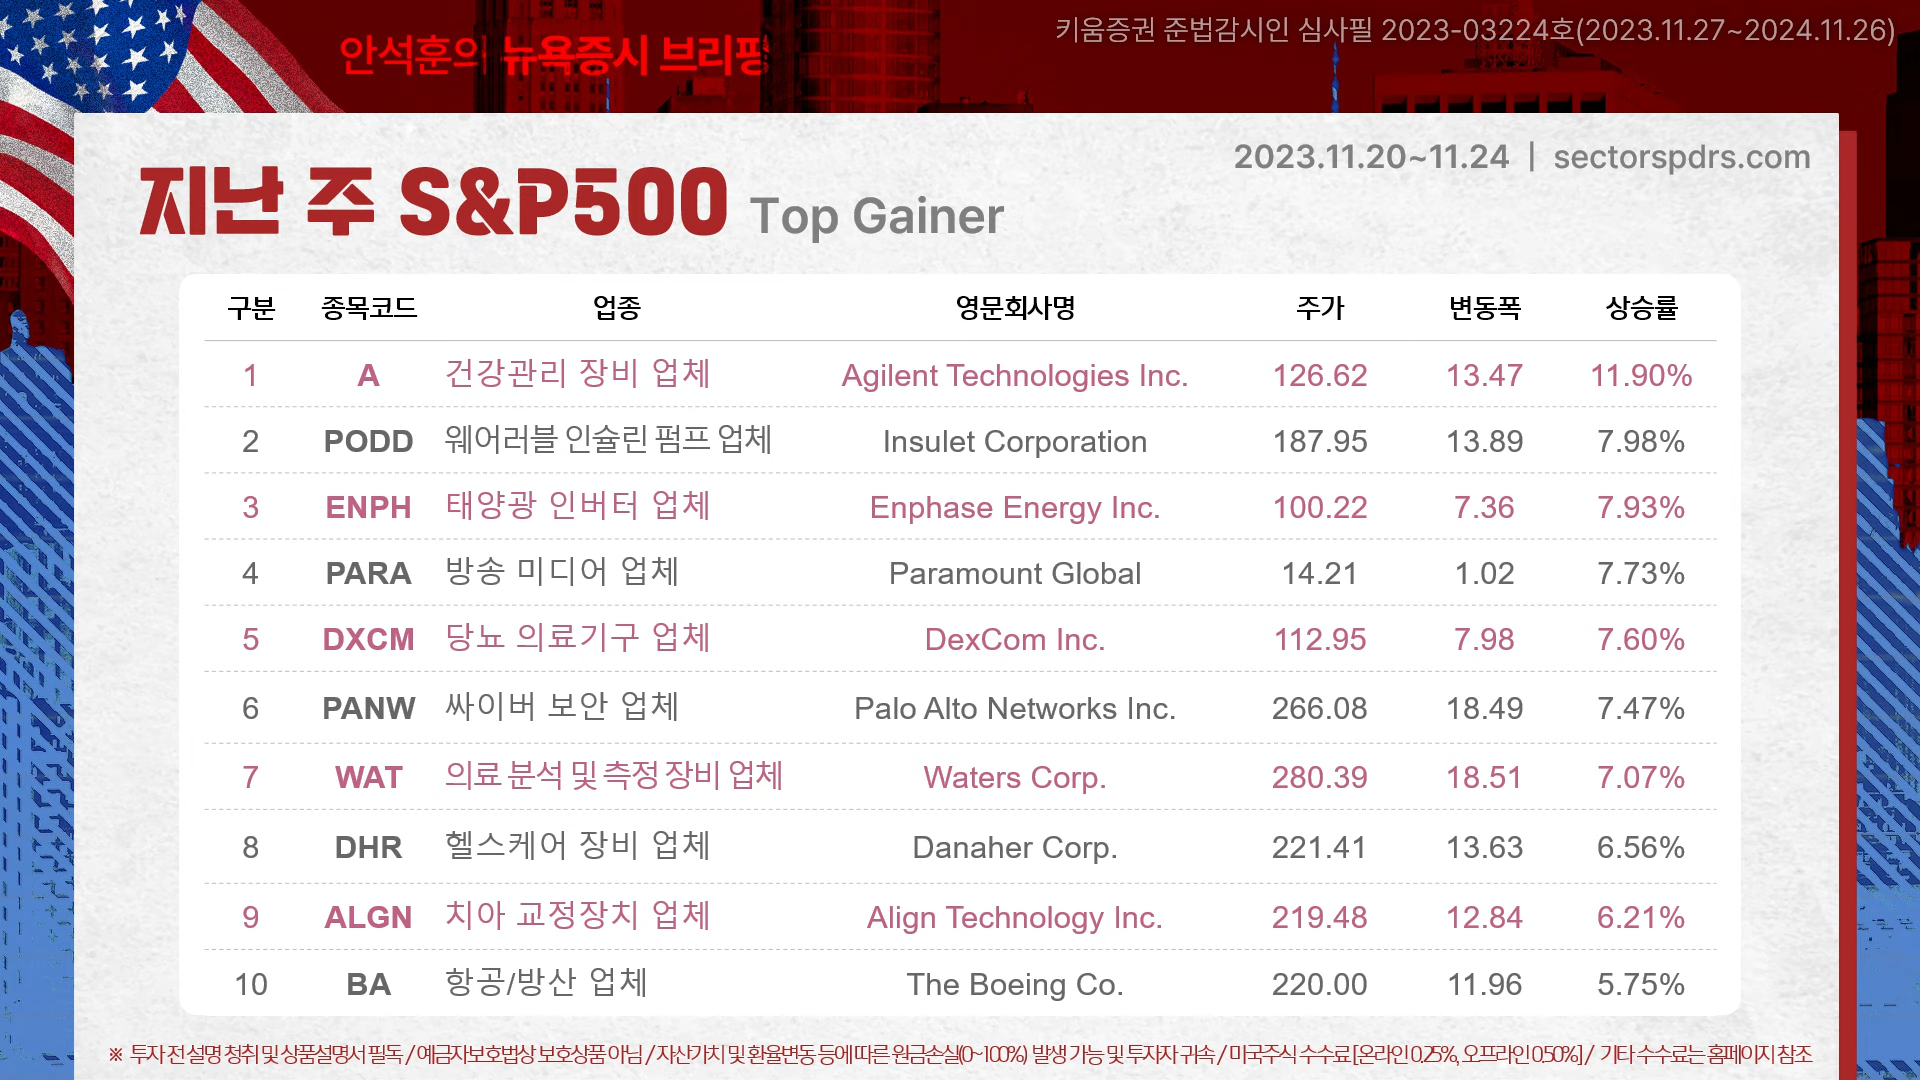 안석훈의 뉴욕증시 브리핑
키움증권 준법감시인 심사필 2023-03224호(2023.11.27~2024.11.26)
2023.11.20~11.24 | sectorspdrs.com
지난 주 S&P500 Top Gainer
구분 종목코드 업종 영문회사명 주가 변동폭 상승률
1 A 건강관리 장비 업체 Agilent Technologies Inc. 126.62 13.47 11.90%
2 PODD 웨어러블 인슐린 펌프 업체 Insulet Corporation 187.95 13.89 7.98%
3 ENPH 태양광 인버터 업체 Enphase Energy Inc. 100.22 7.36 7.93%
4 PARA 방송 미디어 업체 Paramount Global 14.21 1.02 7.73%
5 DXCM 당뇨 의료기구 업체 DexCom Inc. 112.95 7.98 7.60%
6 PANW 싸이버 보안 업체 Palo Alto Networks Inc. 266.08 18.49 7.47%
7 WAT 의료 분석 및 측정 장비 업체 Waters Corp. 280.39 18.51 7.07%
8 DHR 헬스케어 장비 업체 Danaher Corp. 221.41 13.63 6.56%
9 ALGN 치아 교정장치 업체 Align Technology Inc. 219.48 12.84 6.21%
10 BA 항공/방산 업체 The Boeing Co. 220.00 11.96 5.75%
※ 투자 전 설명 청취 및 상품설명서 필독 / 예금자보호법상 보호상품 아님 / 자산가치 및 환율변동 등에 따른 원금손실(0~100%) 발생 가능 및 투자자 귀속 / 미국주식 수수료 [온라인 0.25%, 오프라인 0.50%] / 기타 수수료는 홈페이지 참조